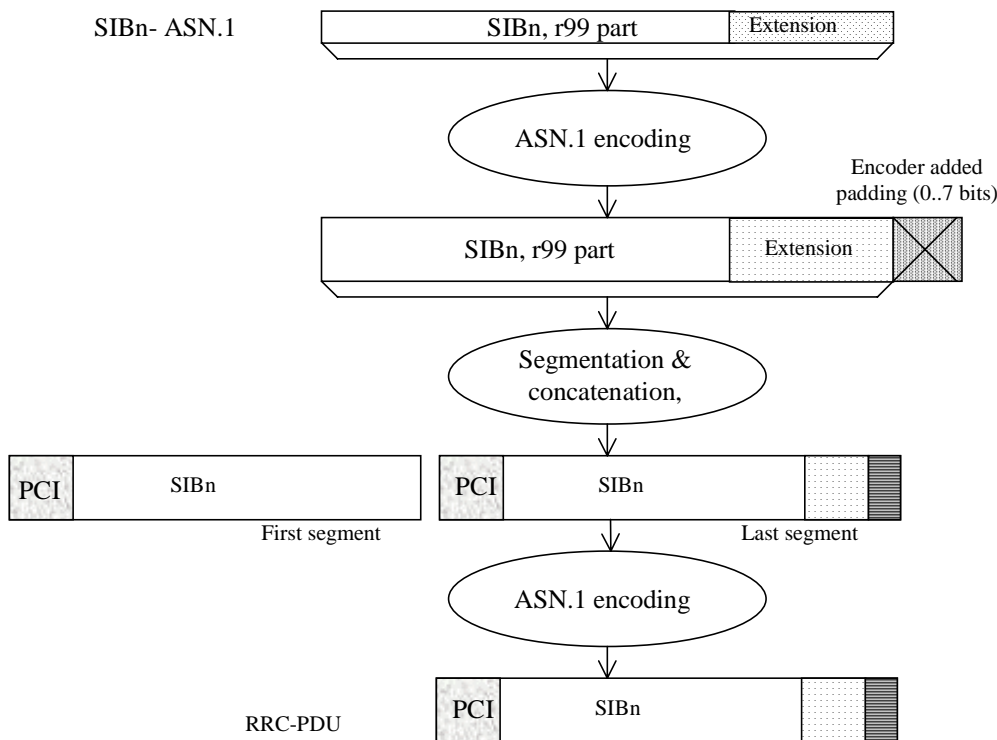 SIBn- ASN.1
SIBn, r99 part
Extension
ASN.1 encoding
Encoder added
padding (0..7 bits)
SIBn, r99 part
Extension
Segmentation &
concatenation,
PCI
SIBn
PCI
SIBn
First segment
Last segment
ASN.1 encoding
PCI
SIBn
RRC-PDU